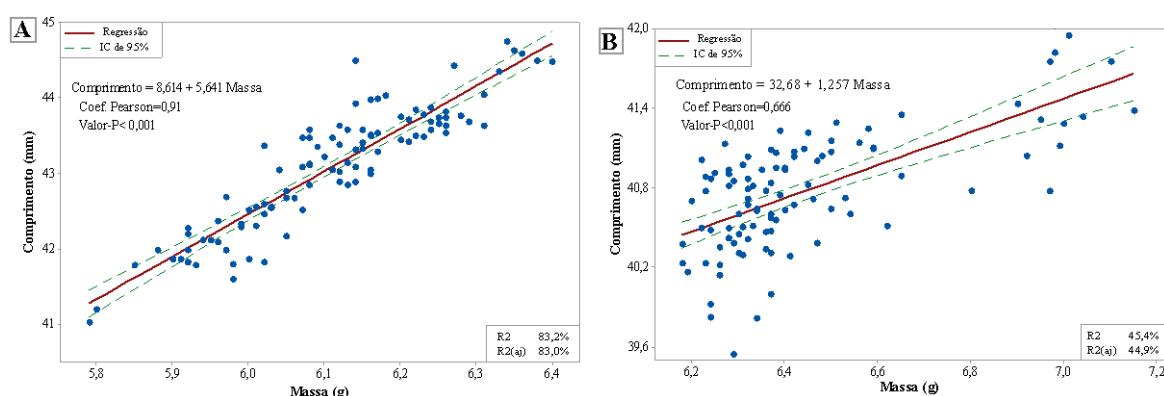 A
Regressão
IC de 95%
Comprimento = 8,614 + 5,641 Massa
Coef. Pearson=0,91
Valor-P< 0,001
Comprimento (mm)
45
44
43
42
41
R2 83,2%
R2(aj) 83,0%
5,8 5,9 6,0 6,1 6,2 6,3 6,4
Massa (g)
B
Regressão
IC de 95%
Comprimento = 32,68 + 1,257 Massa
Coef. Pearson=0,666
Valor-P<0,001
Comprimento (mm)
42,0
41,4
40,8
40,2
39,6
R2 45,4%
R2(aj) 44,9%
6,2 6,4 6,6 6,8 7,0 7,2
Massa (g)